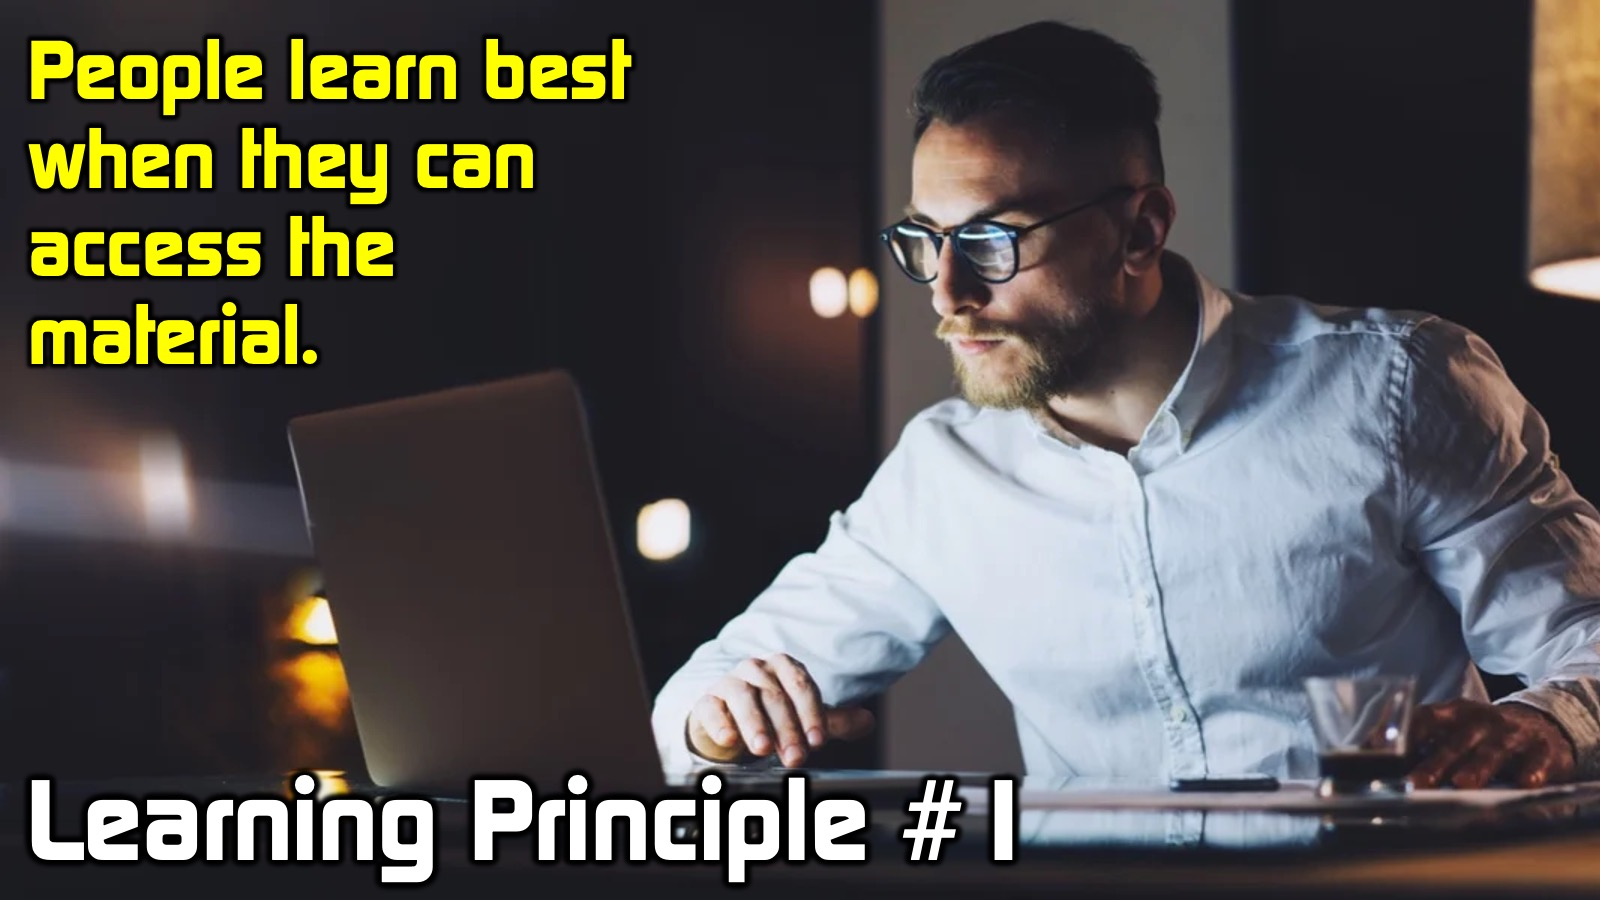 People learn best
when they can
access the
material.
Learning Principle #1